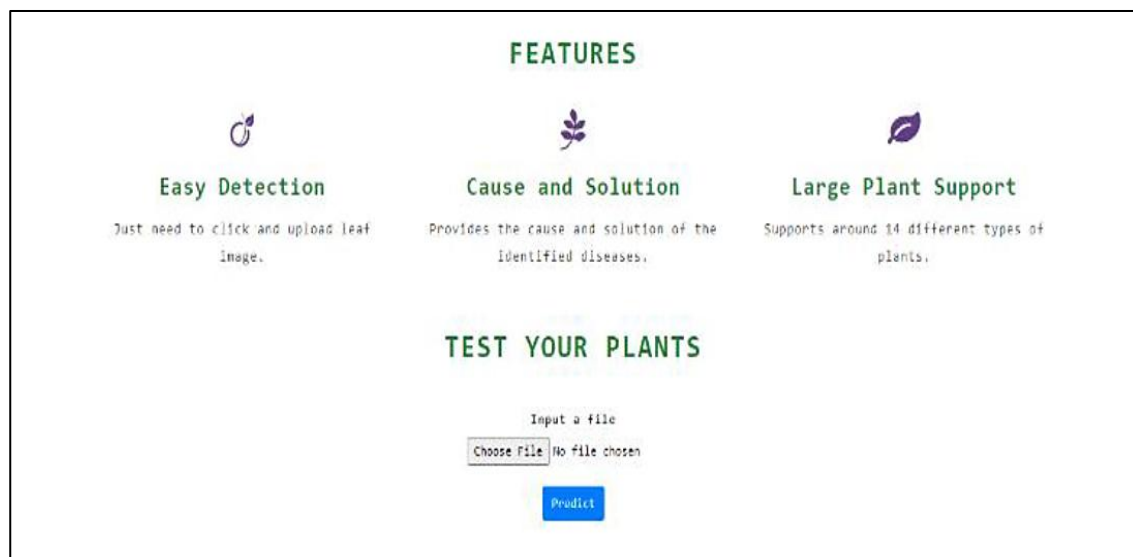 FEATURES
Easy Detection
Just need to click and upload leaf
image.
Cause and Solution
Provides the cause and solution of the
identified diseases.
Large Plant Support
Supports around 14 different types of
plants.
TEST YOUR PLANTS
Input a file
Choose File No file chosen
Predict